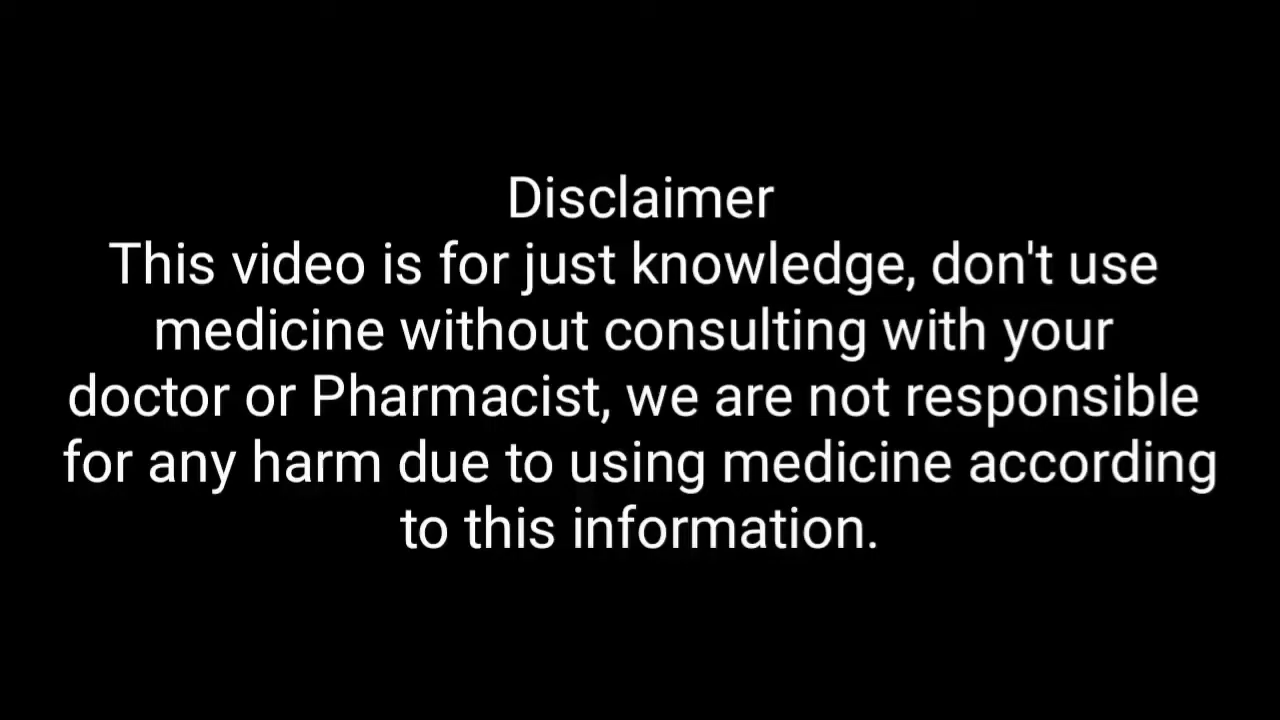 Disclaimer
This video is for just knowledge, don't use
medicine without consulting with your
doctor or Pharmacist, we are not responsible
for any harm due to using medicine according
to this information.